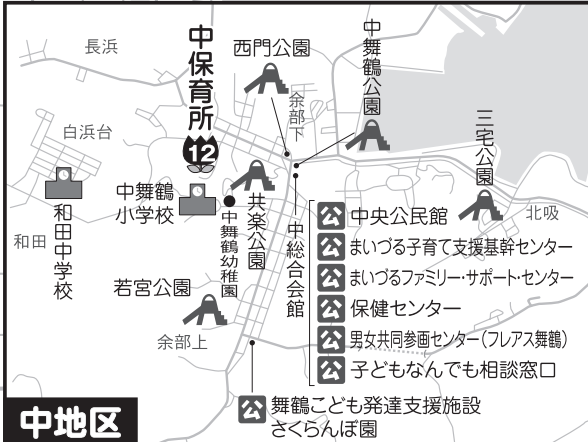 長浜
中保育所
12
西門公園
中舞鶴公園
余部下
白浜台
三宅公園
中舞鶴
小学校
共楽公園
和田
和田中学校
中舞鶴幼稚園
中総合会館
北吸
若宮公園
余部上
公 中央公民館
公 まいづる子育て支援基幹センター
公 まいづるファミリー・サポート・センター
公 保健センター
公 男女共同参画センター(フレアス舞鶴)
公 子どもなんでも相談窓口
公 舞鶴こども発達支援施設
さくらんぼ園
中地区